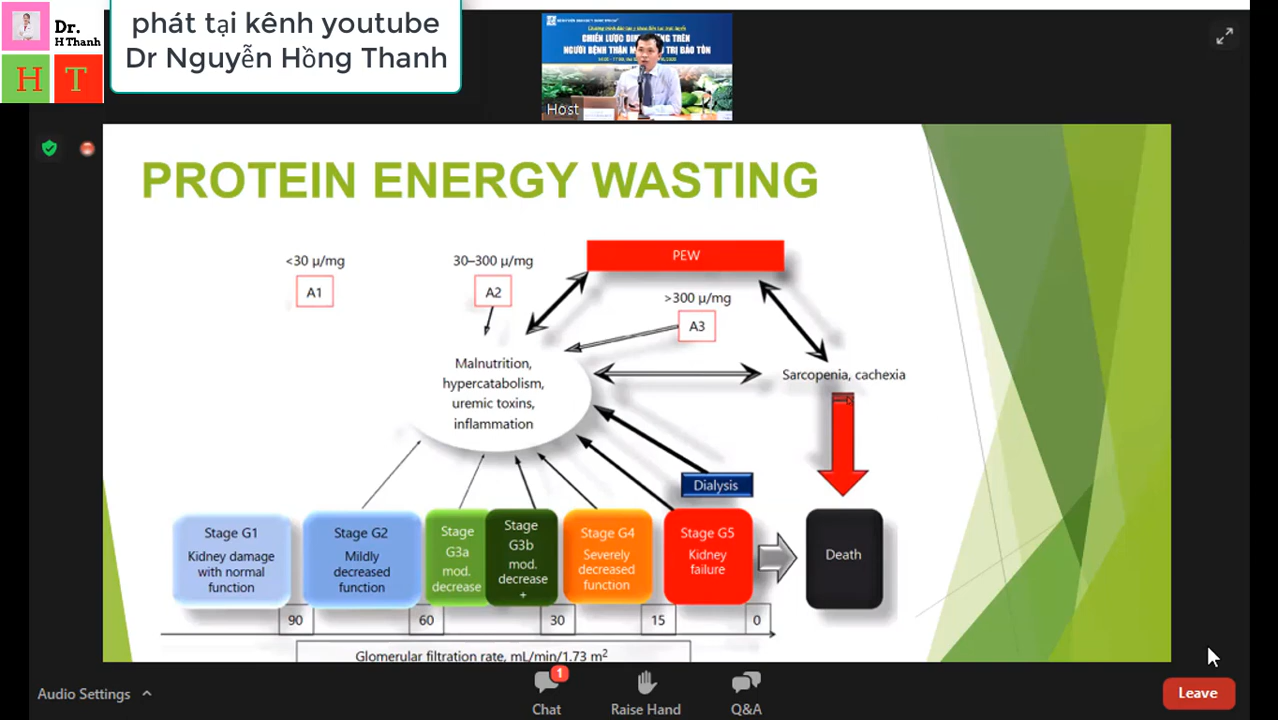 Dr.
H Thanh
H T
phát tại kênh youtube
Dr Nguyễn Hồng Thanh
Host
PROTEIN ENERGY WASTING
<30 µ/mg
A1
30–300 µ/mg
A2
PEW
>300 µ/mg
A3
Malnutrition,
hypercatabolism,
uremic toxins,
inflammation
Sarcopenia, cachexia
Dialysis
Stage G1
Kidney damage
with normal
function
Stage G2
Mildly
decreased
function
Stage
G3a
mod.
decrease
Stage
G3b
mod.
decrease
+
Stage G4
Severely
decreased
function
Stage G5
Kidney
failure
Death
90
60
30
15
0
Glomerular filtration rate, mL/min/1.73 m²
Audio Settings
1
Chat
Raise Hand
Q&A
Leave